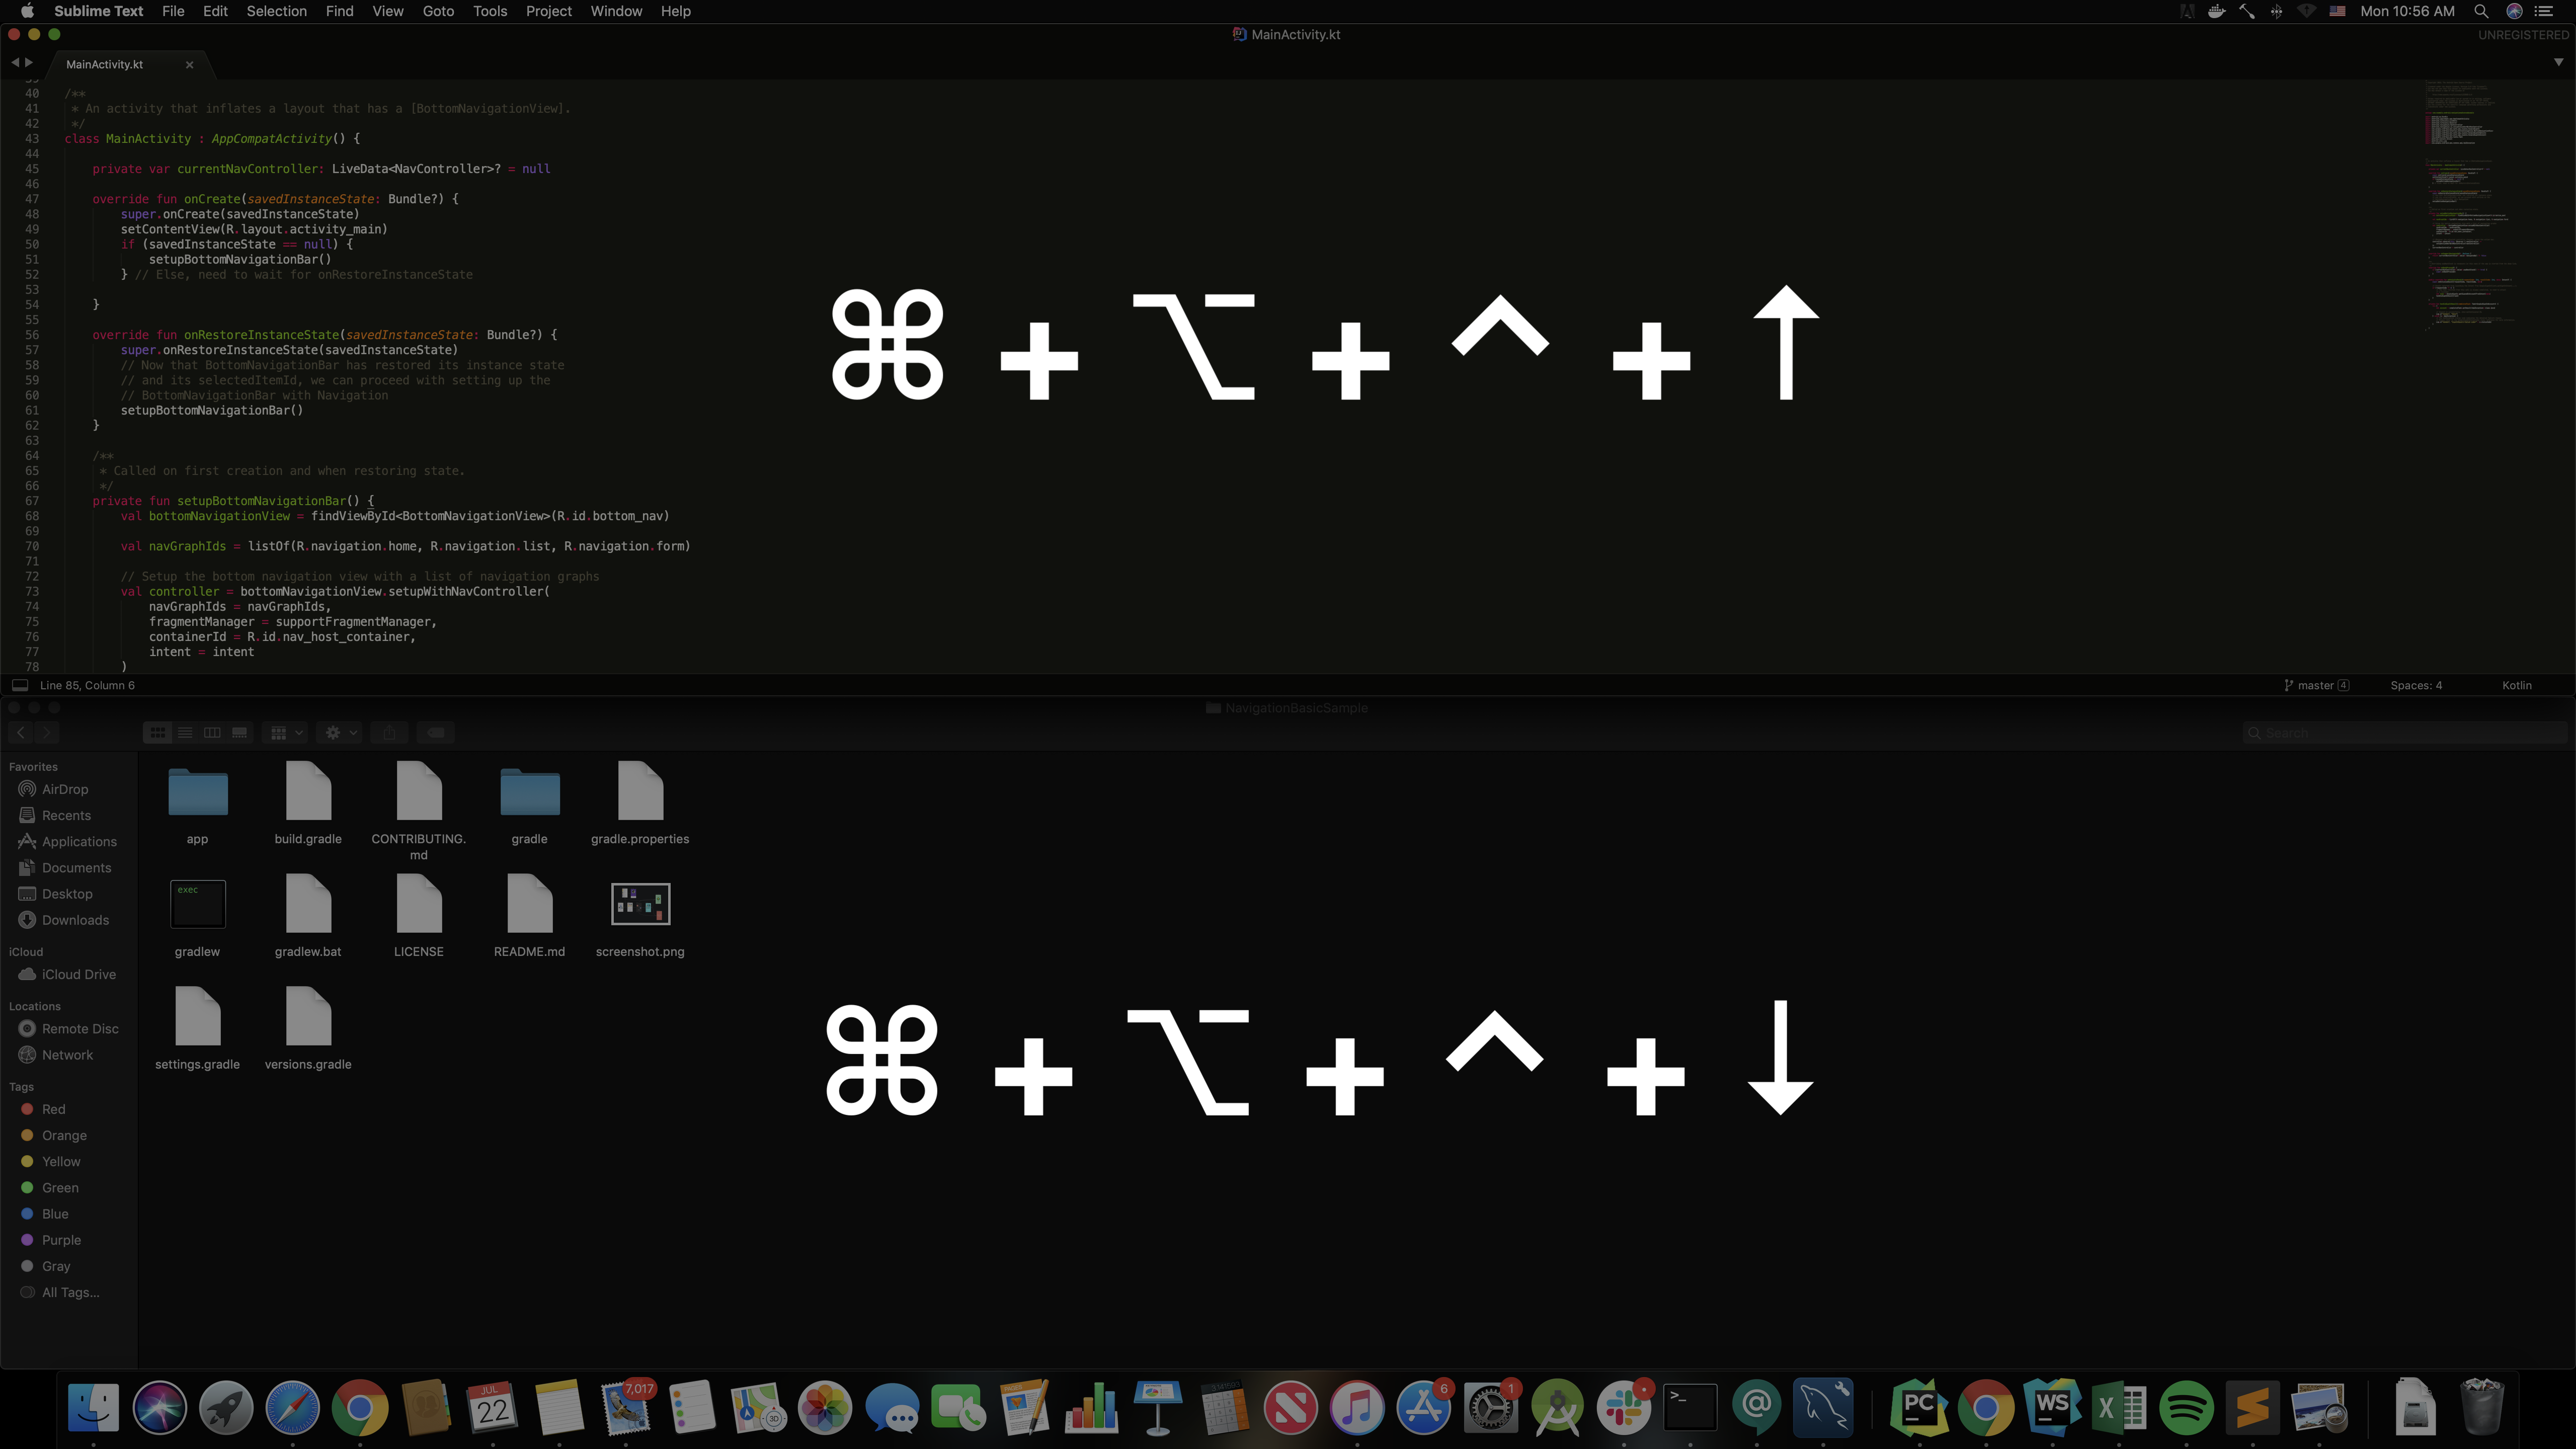 Sublime Text File Edit Selection Find View Goto Tools Project Window Help
Mon 10:56 AM
MainActivity.kt
UNREGISTERED
MainActivity.kt
40 /**
41 * An activity that inflates a layout that has a [BottomNavigationView].
42 */
43 class MainActivity : AppCompatActivity() {
44
45 private var currentNavController: LiveData<NavController>? = null
46
47 override fun onCreate(savedInstanceState: Bundle?) {
48 super.onCreate(savedInstanceState)
49 setContentView(R.layout.activity_main)
50 if (savedInstanceState == null) {
51 setupBottomNavigationBar()
52 } // Else, need to wait for onRestoreInstanceState
53
54 }
55
56 override fun onRestoreInstanceState(savedInstanceState: Bundle?) {
57 super.onRestoreInstanceState(savedInstanceState)
58 // Now that BottomNavigationBar has restored its instance state
59 // and its selectedItemId, we can proceed with setting up the
60 // BottomNavigationBar with Navigation
61 setupBottomNavigationBar()
62 }
63
64 /**
65 * Called on first creation and when restoring state.
66 */
67 private fun setupBottomNavigationBar() {
68 val bottomNavigationView = findViewById<BottomNavigationView>(R.id.bottom_nav)
69
70 val navGraphIds = listOf(R.navigation.home, R.navigation.list, R.navigation.form)
71
72 // Setup the bottom navigation view with a list of navigation graphs
73 val controller = bottomNavigationView.setupWithNavController(
74 navGraphIds = navGraphIds,
75 fragmentManager = supportFragmentManager,
76 containerId = R.id.nav_host_container,
77 intent = intent
78 )
⌘ + ⌥ + ^ + ↑
Line 85, Column 6
master 4
Spaces: 4
Kotlin
NavigationBasicSample
Search
Favorites
AirDrop
Recents
Applications
Documents
Desktop
Downloads
iCloud
iCloud Drive
Locations
Remote Disc
Network
Tags
Red
Orange
Yellow
Green
Blue
Purple
Gray
All Tags...
app
build.gradle
CONTRIBUTING.
md
gradle
gradle.properties
exec
gradlew
gradlew.bat
LICENSE
README.md
screenshot.png
settings.gradle
versions.gradle
⌘ + ⌥ + ^ + ↓
JUL
22
7,017
3D
6
1
>_
@
PC
WS
X